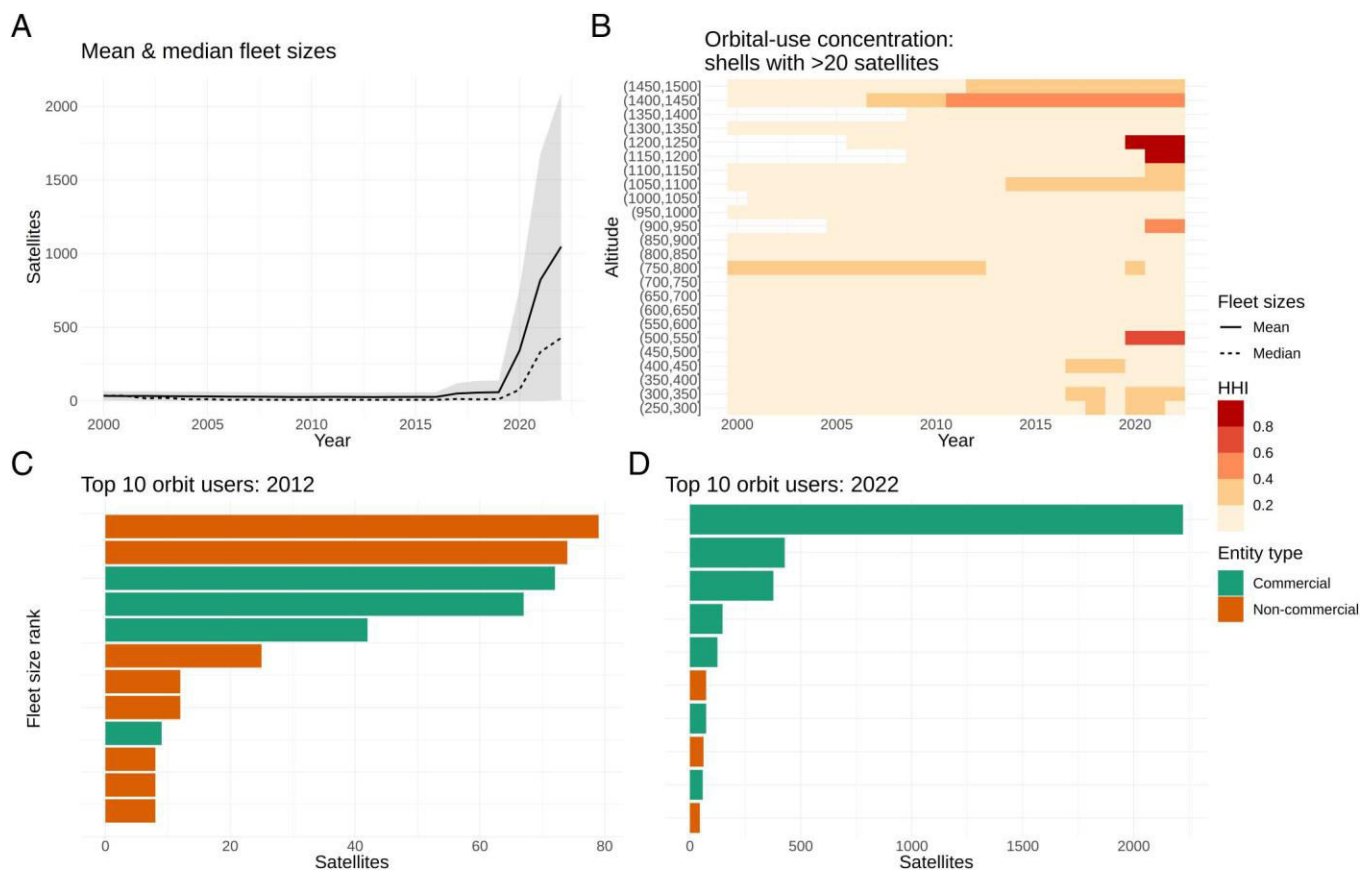 A
Mean & median fleet sizes
Satellites
2000
1500
1000
500
0
2000
2005
2010
2015
2020
Year
B
Orbital-use concentration:
shells with >20 satellites
Altitude
(1450,1500]
(1400,1450]
(1350,1400]
(1300,1350]
(1200,1250]
(1150,1200]
(1100,1150]
(1050,1100]
(1000,1050]
(950,1000]
(900,950]
(850,900]
(800,850]
(750,800]
(700,750]
(650,700]
(600,650]
(550,600]
(500,550]
(450,500]
(400,450]
(350,400]
(300,350]
(250,300]
2000
2005
2010
2015
2020
Year
Fleet sizes
Mean
Median
HHI
0.8
0.6
0.4
0.2
Entity type
Commercial
Non-commercial
C
Top 10 orbit users: 2012
Fleet size rank
0
20
40
60
80
Satellites
D
Top 10 orbit users: 2022
0
500
1000
1500
2000
Satellites